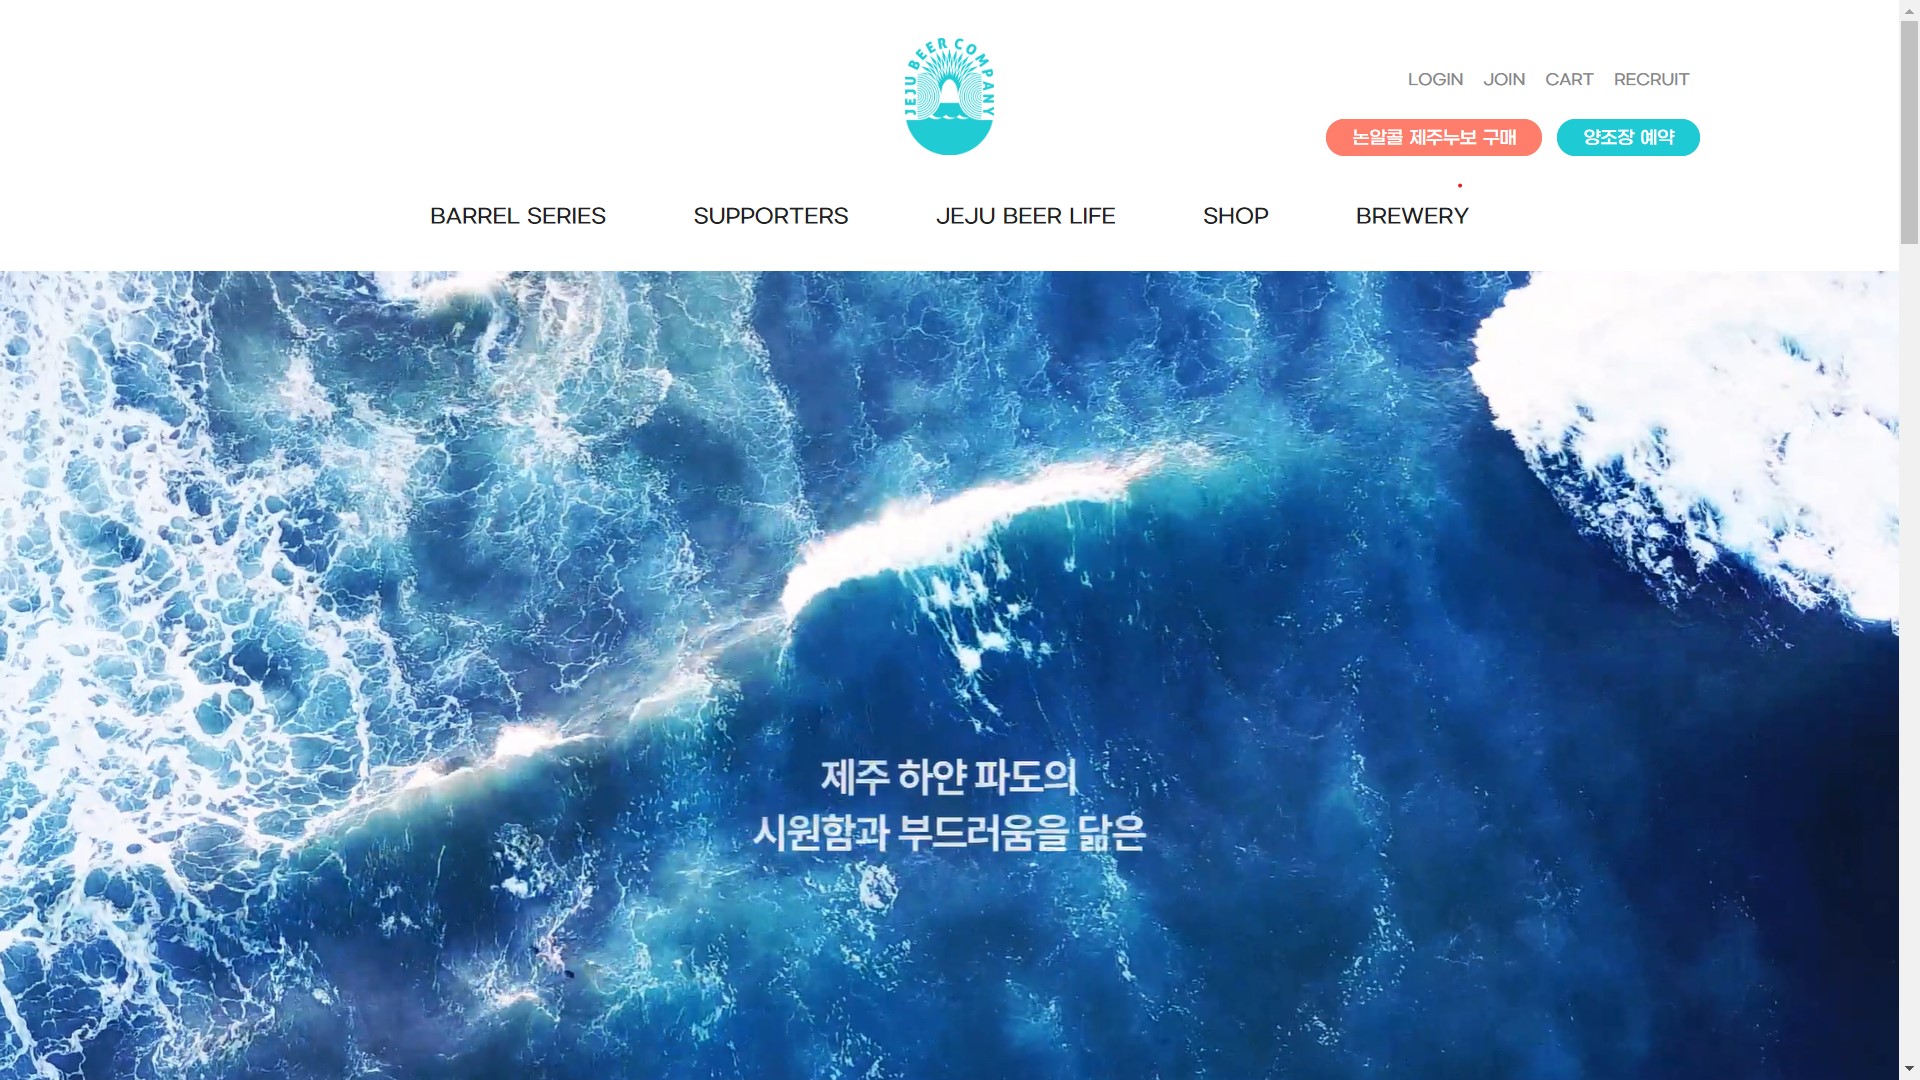 JEJU BEER COMPANY
LOGIN JOIN CART RECRUIT
논알콜 제주누보 구매 양조장 예약
BARREL SERIES SUPPORTERS JEJU BEER LIFE SHOP BREWERY
제주 하얀 파도의
시원함과 부드러움을 닮은